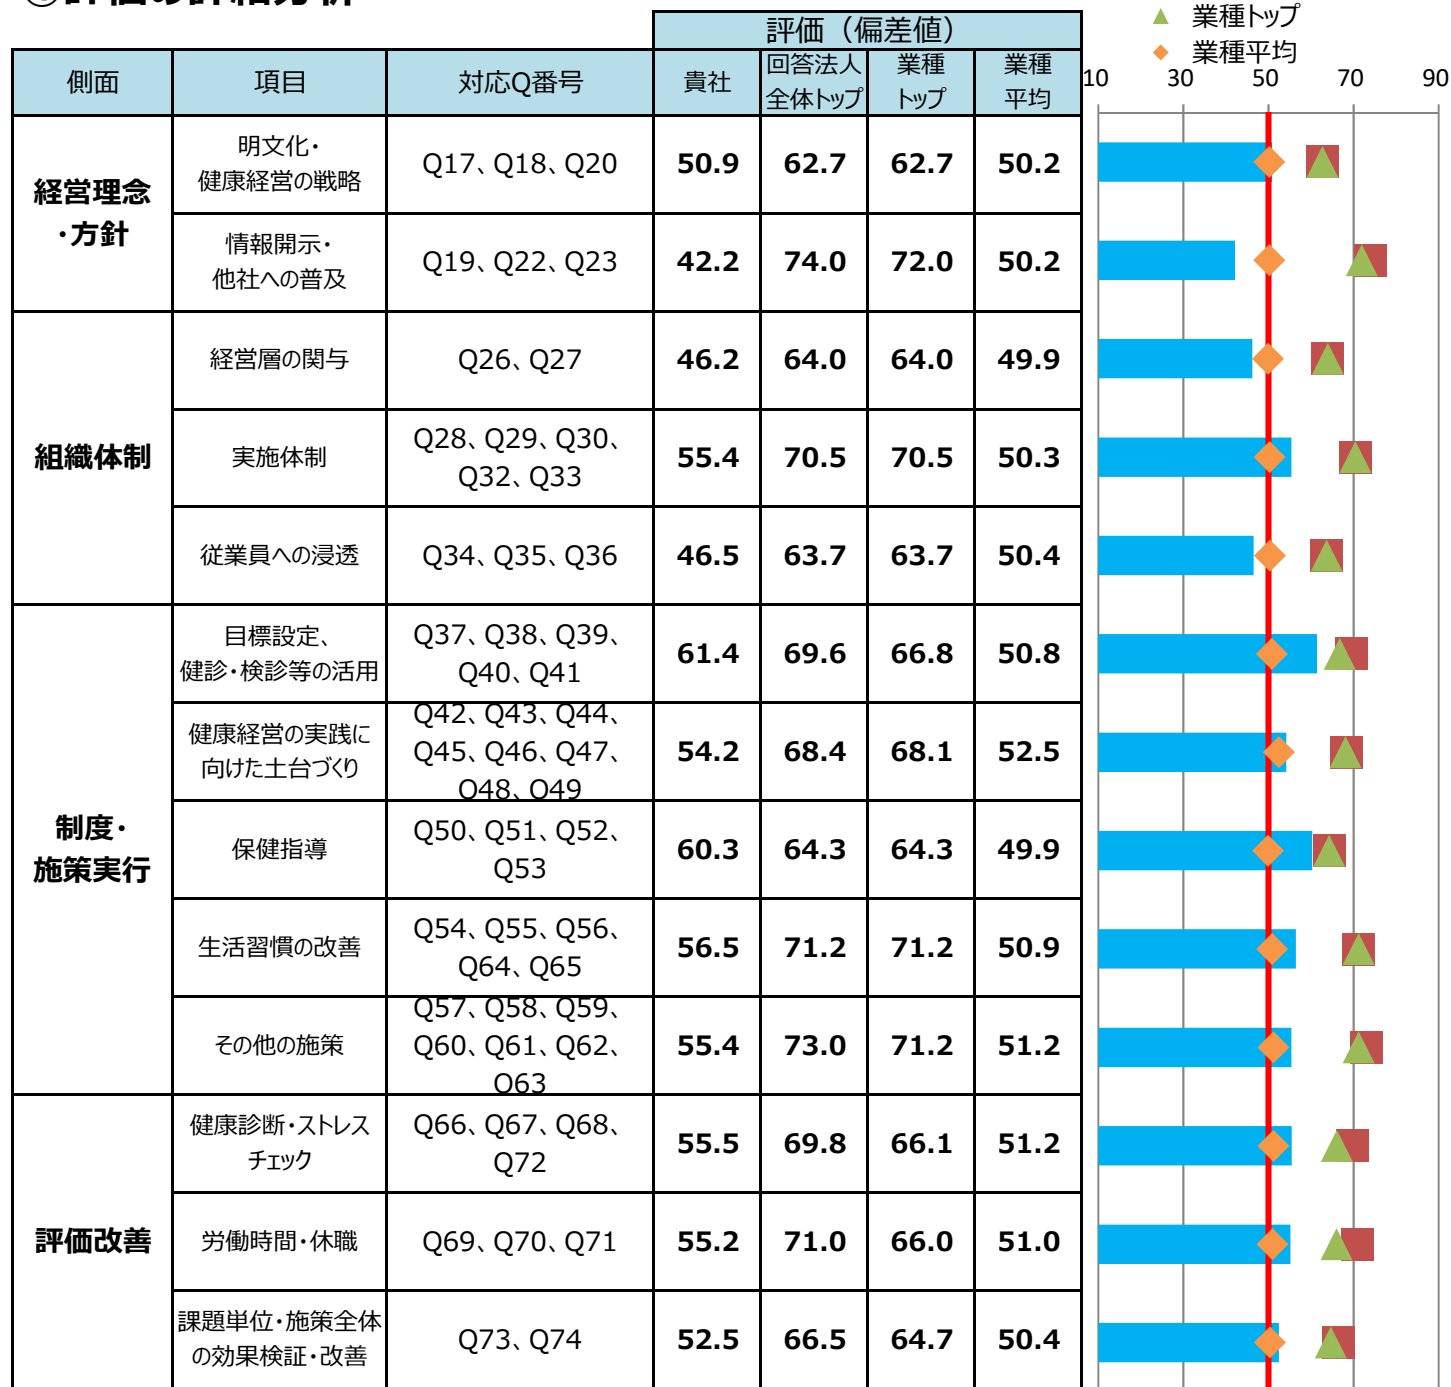 評価（偏差値）
側面 項目 対応Q番号 貴社 回答法人 業種 業種
全体トップ トップ 平均
▲ 業種トップ
◆ 業種平均
10 30 50 70 90
経営理念
・方針
明文化・
健康経営の戦略
Q17、Q18、Q20 50.9 62.7 62.7 50.2
情報開示・
他社への普及
Q19、Q22、Q23 42.2 74.0 72.0 50.2
組織体制
経営層の関与 Q26、Q27 46.2 64.0 64.0 49.9
実施体制
Q28、Q29、Q30、
Q32、Q33
55.4 70.5 70.5 50.3
従業員への浸透 Q34、Q35、Q36 46.5 63.7 63.7 50.4
制度・
施策実行
目標設定、
健診・検診等の活用
Q37、Q38、Q39、
Q40、Q41
61.4 69.6 66.8 50.8
健康経営の実践に
向けた土台づくり
Q42、Q43、Q44、
Q45、Q46、Q47、
Q48、Q49
54.2 68.4 68.1 52.5
保健指導
Q50、Q51、Q52、
Q53
60.3 64.3 64.3 49.9
生活習慣の改善
Q54、Q55、Q56、
Q64、Q65
56.5 71.2 71.2 50.9
その他の施策
Q57、Q58、Q59、
Q60、Q61、Q62、
Q63
55.4 73.0 71.2 51.2
評価改善
健康診断・ストレス
チェック
Q66、Q67、Q68、
Q72
55.5 69.8 66.1 51.2
労働時間・休職 Q69、Q70、Q71 55.2 71.0 66.0 51.0
課題単位・施策全体
の効果検証・改善
Q73、Q74 52.5 66.5 64.7 50.4